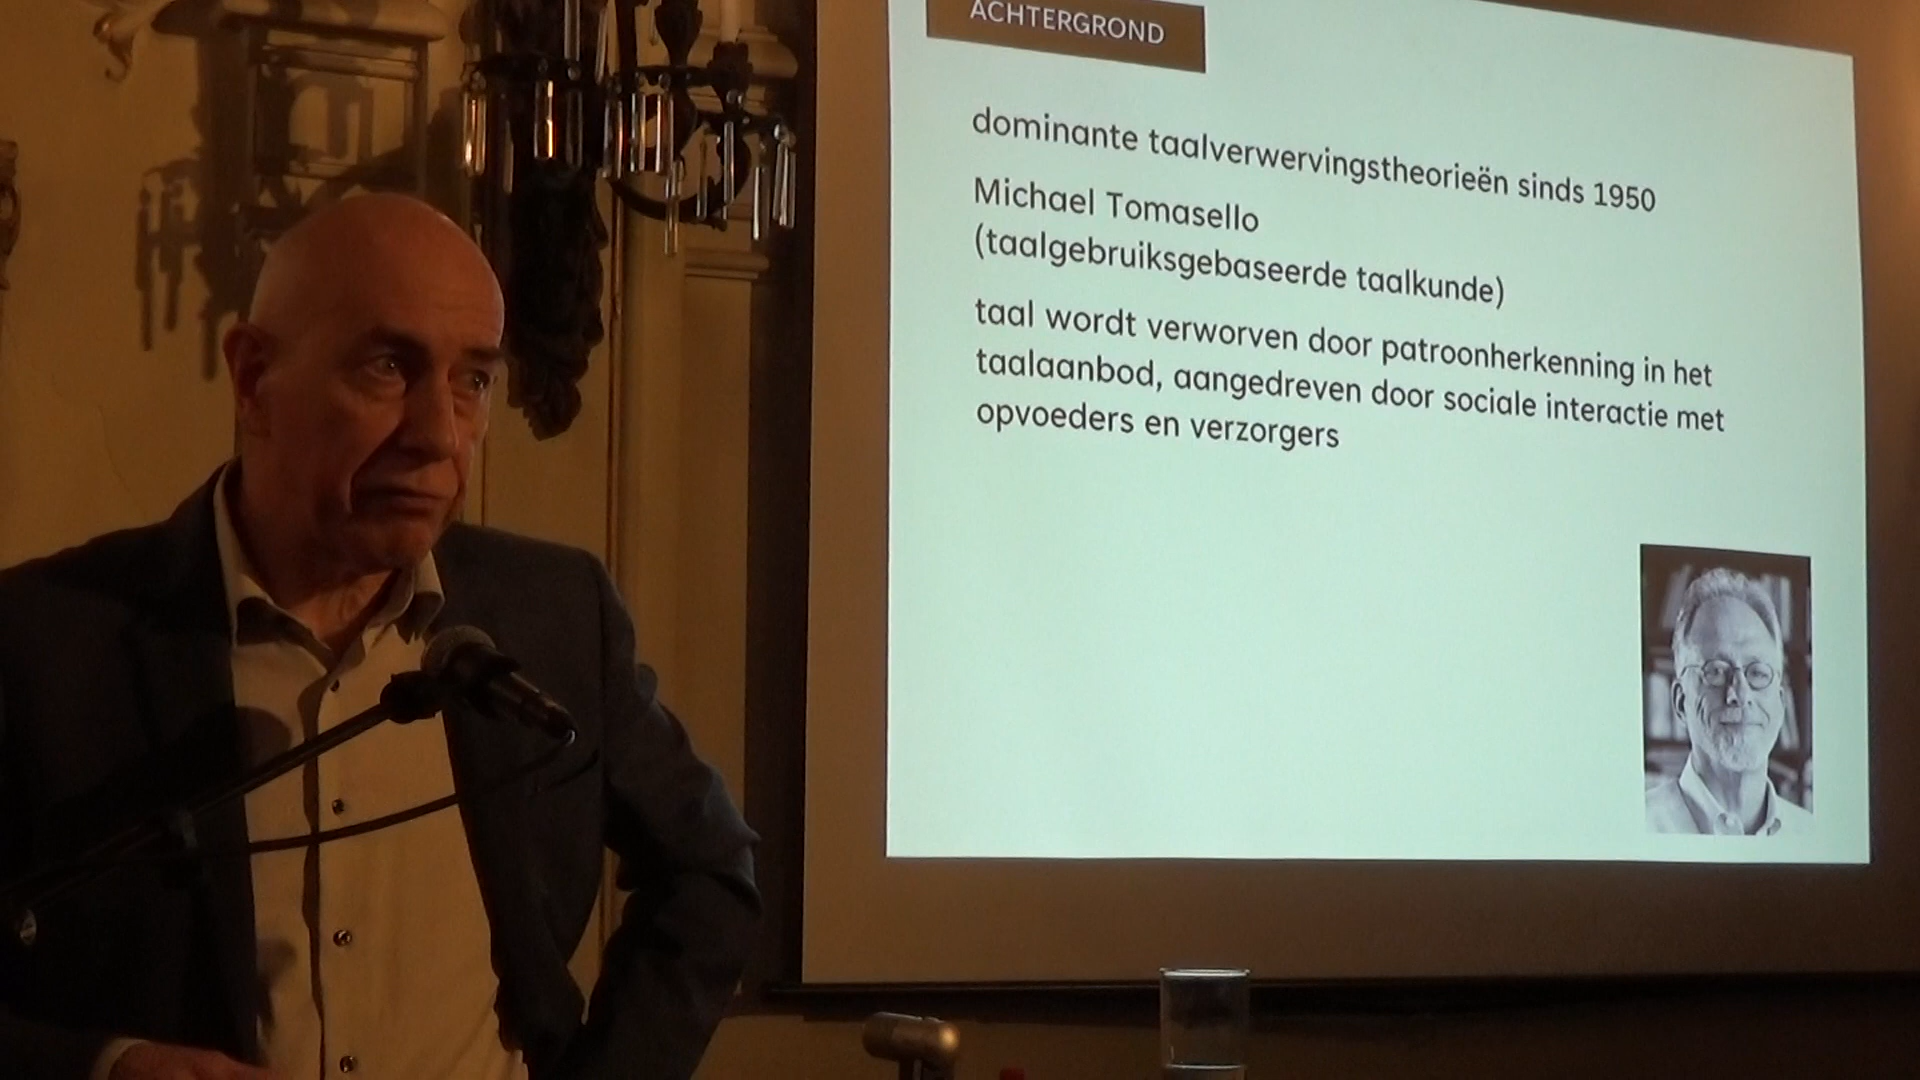 ACHTERGROND
dominante taalverwervingstheorieën sinds 1950
Michael Tomasello
(taalgebruiksgebaseerde taalkunde)
taal wordt verworven door patroonherkenning in het
taalaanbod, aangedreven door sociale interactie met
opvoeders en verzorgers